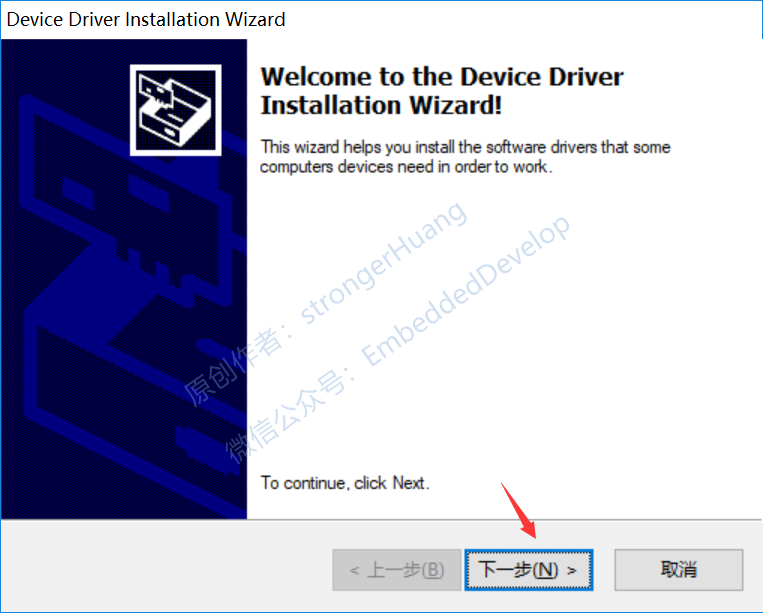 Device Driver Installation Wizard
Welcome to the Device Driver
Installation Wizard!
This wizard helps you install the software drivers that some
computers devices need in order to work.
原创作者：strongerHuang
微信公众号：EmbeddedDevelop
To continue, click Next.
< 上一步(B)
下一步(N) >
取消